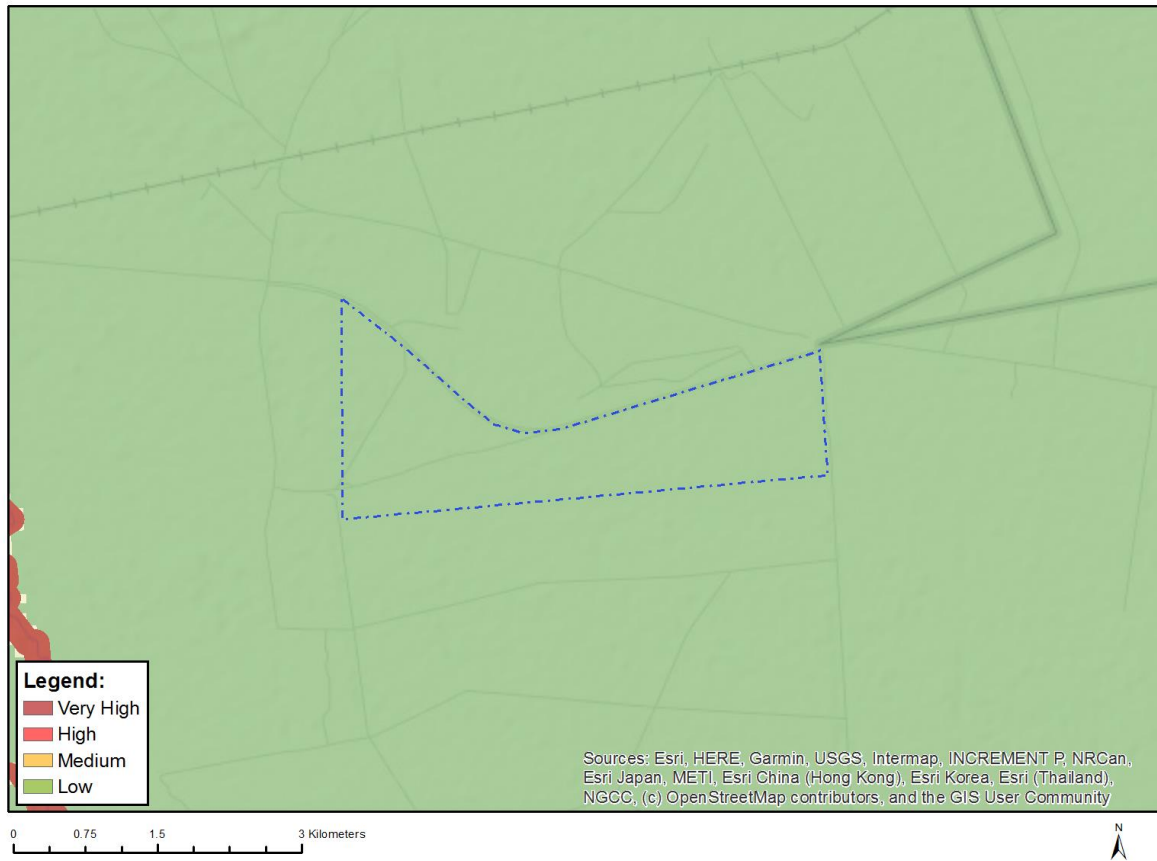 Legend:
Very High
High
Medium
Low
Sources: Esri, HERE, Garmin, USGS, Intermap, INCREMENT P, NRCan,
Esri Japan, METI, Esri China (Hong Kong), Esri Korea, Esri (Thailand),
NGCC, (c) OpenStreetMap contributors, and the GIS User Community
0 0.75 1.5 3 Kilometers
N